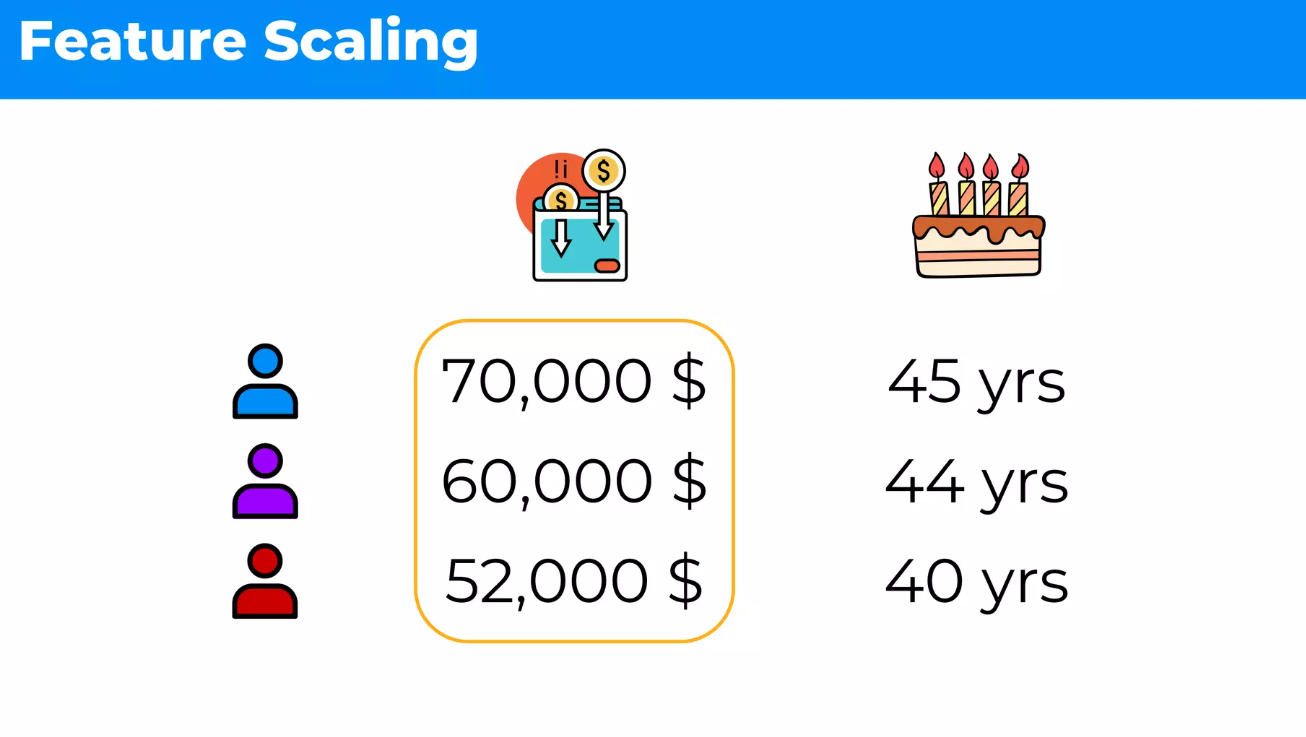 Feature Scaling
!i
$
$
70,000 $
45 yrs
60,000 $
44 yrs
52,000 $
40 yrs